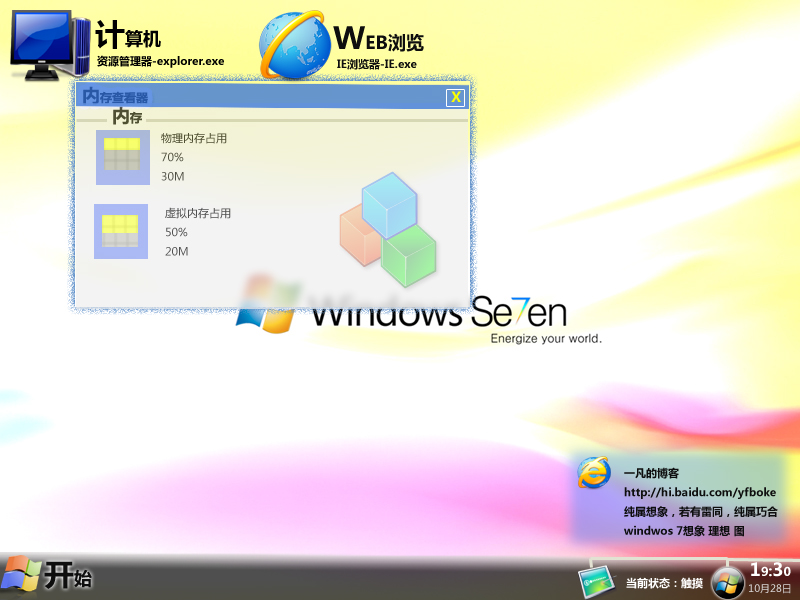 计算机
资源管理器-explorer.exe
WEB浏览
IE浏览器-IE.exe
内存查看器
X
内存
物理内存占用
70%
30M
虚拟内存占用
50%
20M
Windows Se7en
Energize your world.
一凡的博客
http://hi.baidu.com/yfboke
纯属想象，若有雷同，纯属巧合
windwos 7想象 理想 图
开始
当前状态：触摸
19:30
10月28日